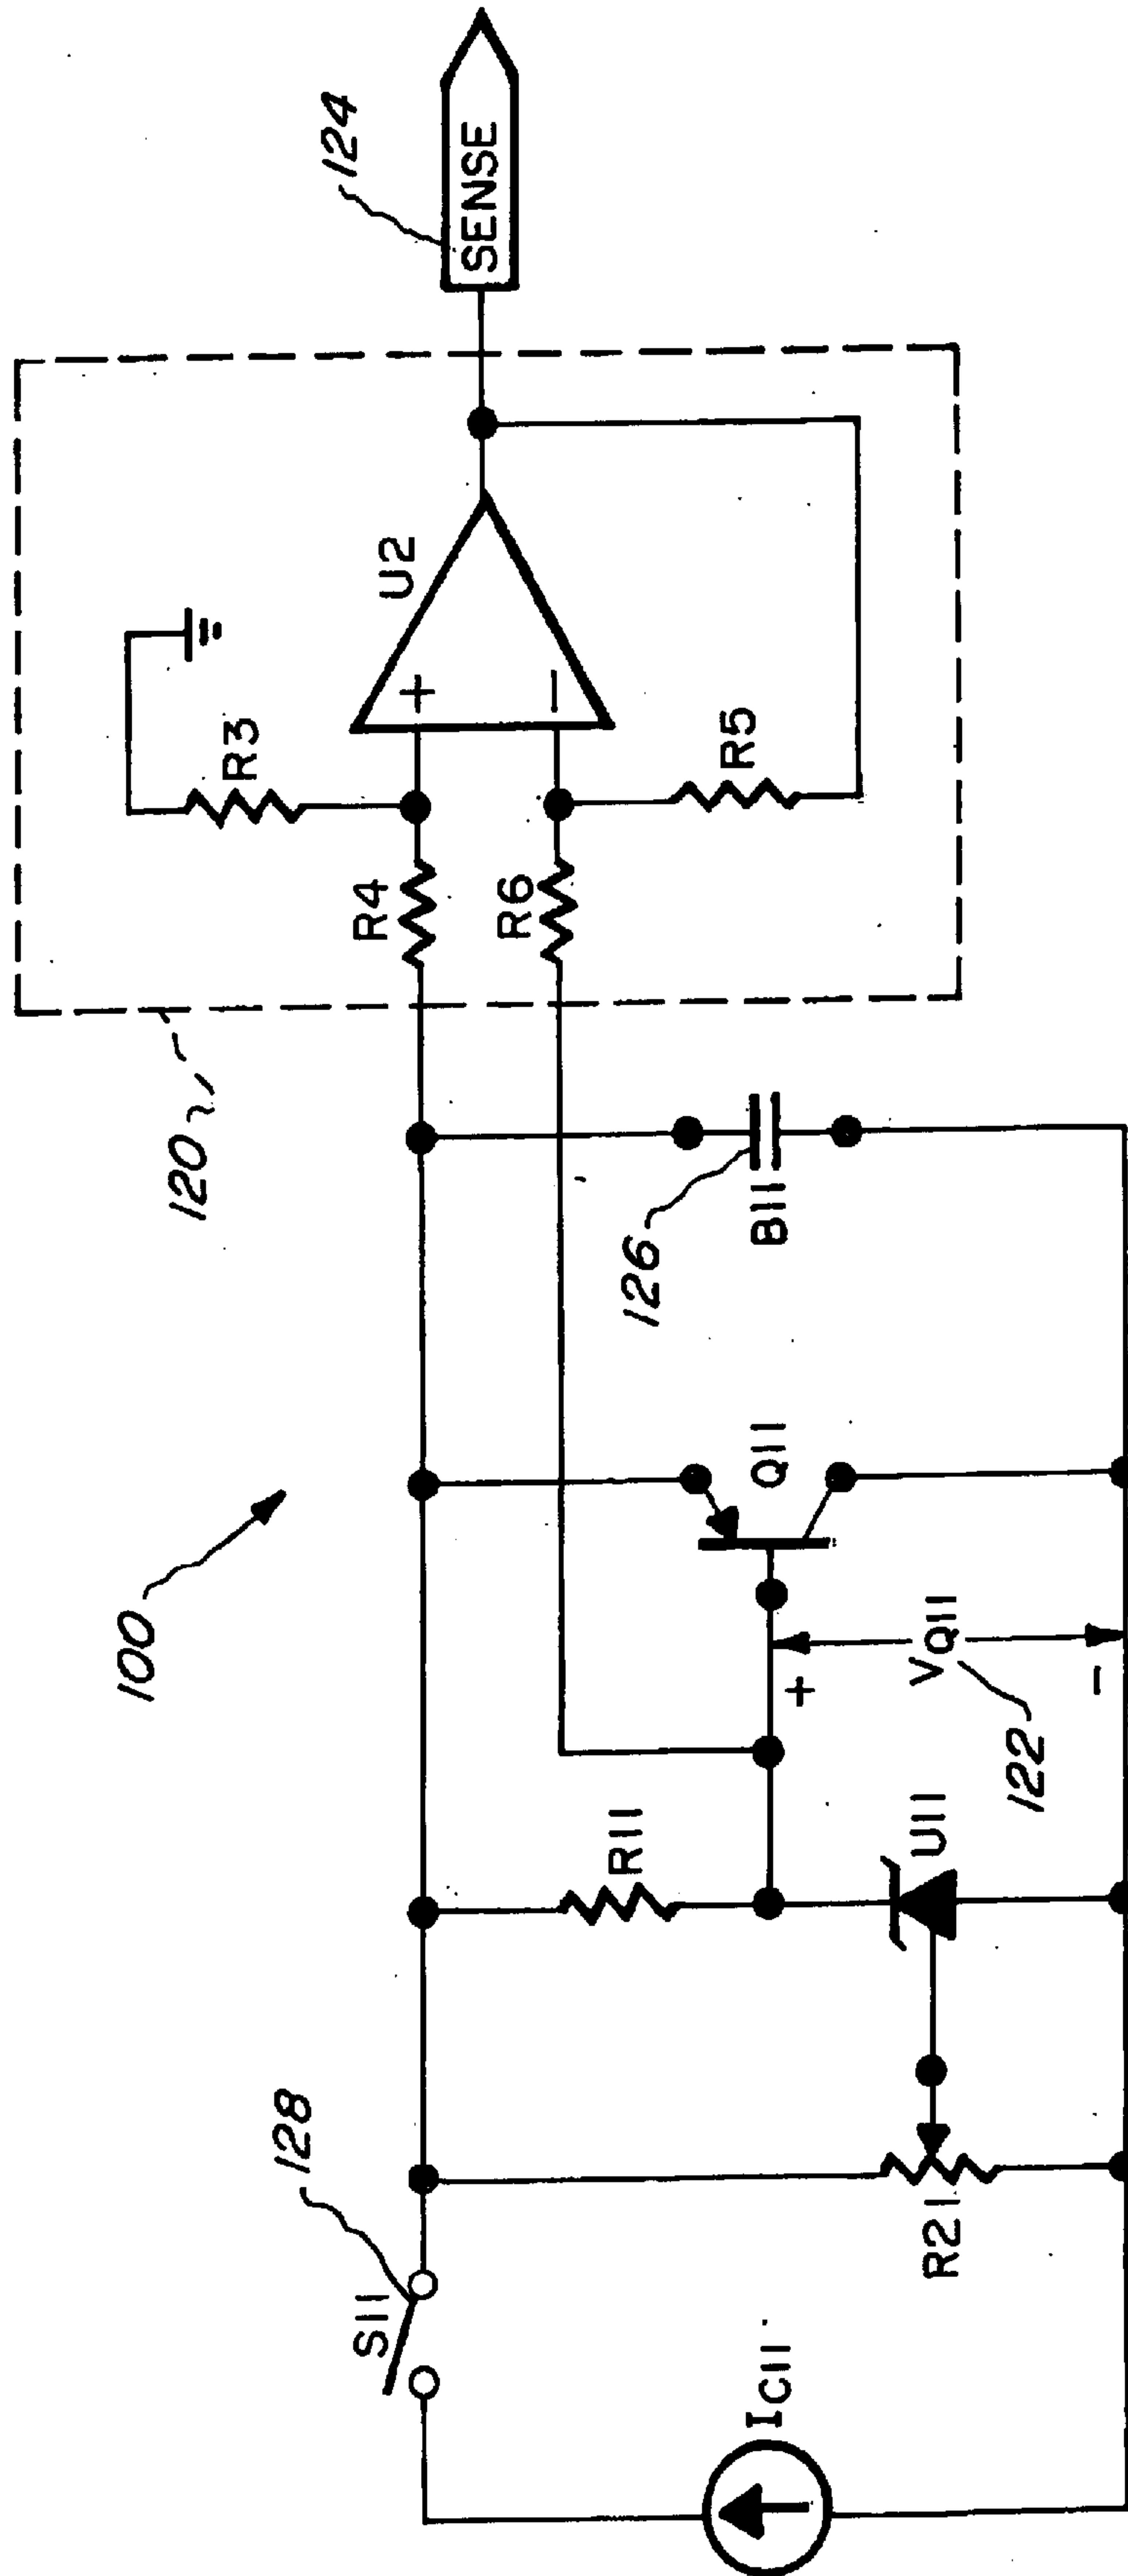 100
120
124
SENSE
U2
+
-
R3
R4
R6
R5
128
S11
126
B11
Q11
R11
+
VQ11
-
122
U11
R21
IC11